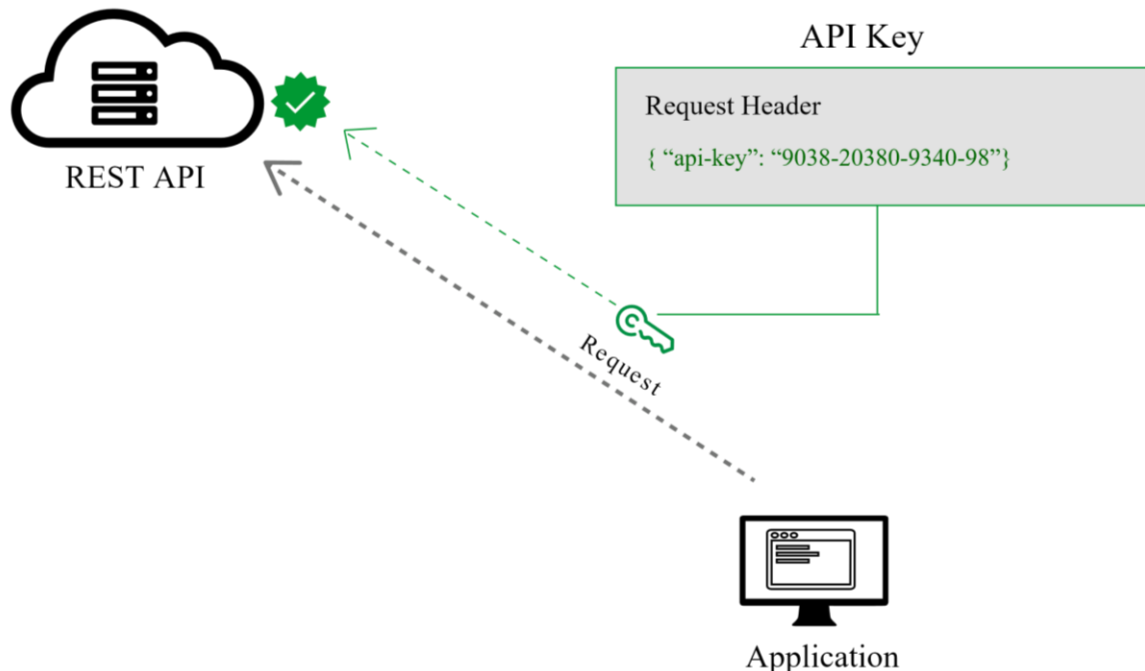 API Key
Request Header
{ “api-key”: “9038-20380-9340-98”}
REST API
Request
Application